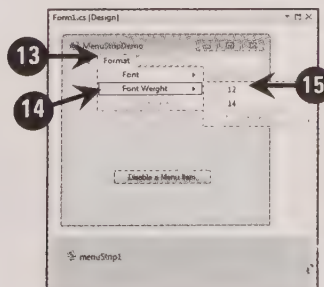 Form1.cs [Design]
MenuStripDemo
13
Format
Font
15
14
Font Weight
12
14
Disable a Menu Item
menuStrip1